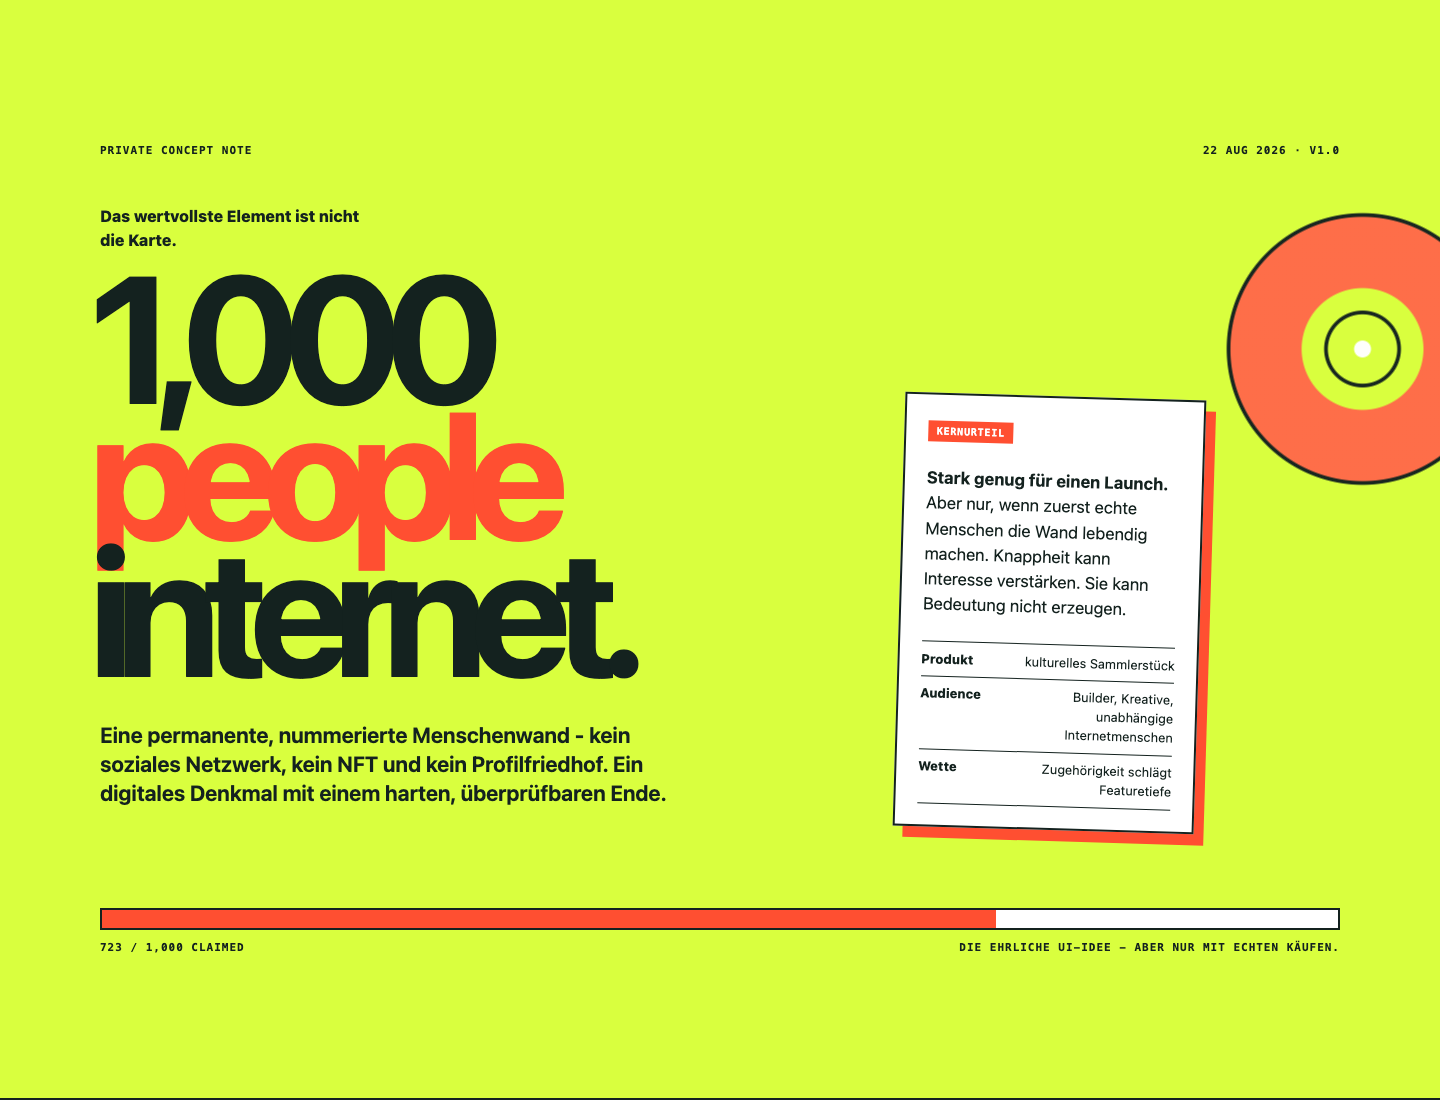 PRIVATE CONCEPT NOTE
22 AUG 2026 · V1.0
Das wertvollste Element ist nicht
die Karte.
1,000
people
internet.
Eine permanente, nummerierte Menschenwand - kein
soziales Netzwerk, kein NFT und kein Profilfriedhof. Ein
digitales Denkmal mit einem harten, überprüfbaren Ende.
KERNURTEIL
Stark genug für einen Launch.
Aber nur, wenn zuerst echte
Menschen die Wand lebendig
machen. Knappheit kann
Interesse verstärken. Sie kann
Bedeutung nicht erzeugen.
Produkt kulturelles Sammlerstück
Audience Builder, Kreative,
unabhängige
Internetmenschen
Wette Zugehörigkeit schlägt
Featuretiefe
723 / 1,000 CLAIMED
DIE EHRLICHE UI–IDEE – ABER NUR MIT ECHTEN KÄUFEN.